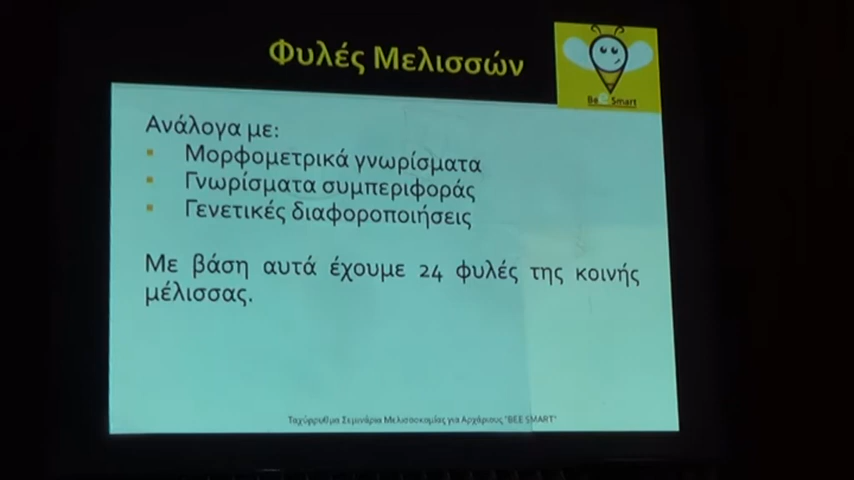 Φυλές Μελισσών
Bee Smart
Ανάλογα με:
▪ Μορφομετρικά γνωρίσματα
▪ Γνωρίσματα συμπεριφοράς
▪ Γενετικές διαφοροποιήσεις
Με βάση αυτά έχουμε 24 φυλές της κοινής
μέλισσας.
Ταχύρρυθμα Σεμινάρια Μελισσοκομίας για Αρχάριους "BEE SMART"